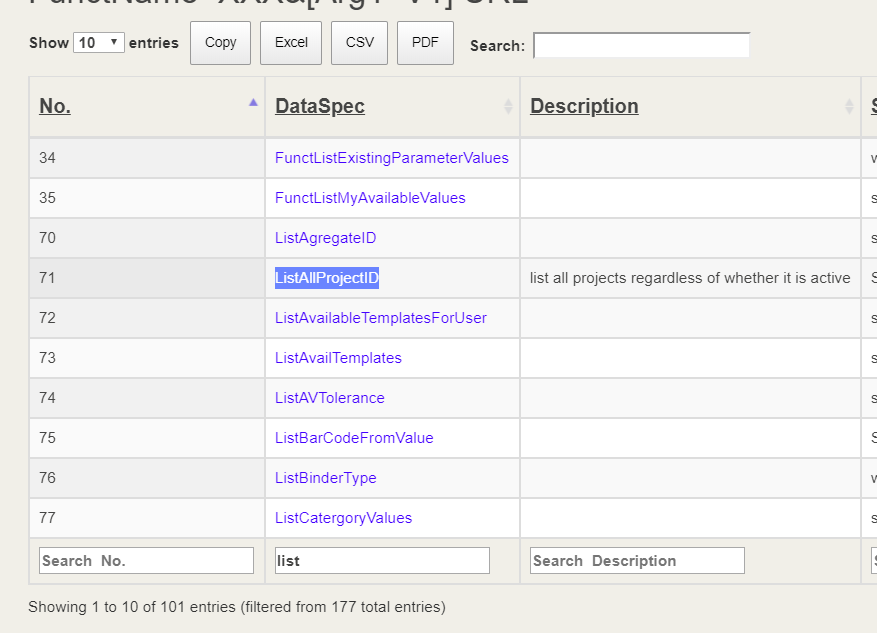 Show 10 entries Copy Excel CSV PDF Search:
No. DataSpec Description
34 FunctListExistingParameterValues
35 FunctListMyAvailableValues
70 ListAgregateID
71 ListAllProjectID list all projects regardless of whether it is active
72 ListAvailableTemplatesForUser
73 ListAvailTemplates
74 ListAVTolerance
75 ListBarCodeFromValue
76 ListBinderType
77 ListCatergoryValues
Search No. list Search Description
Showing 1 to 10 of 101 entries (filtered from 177 total entries)